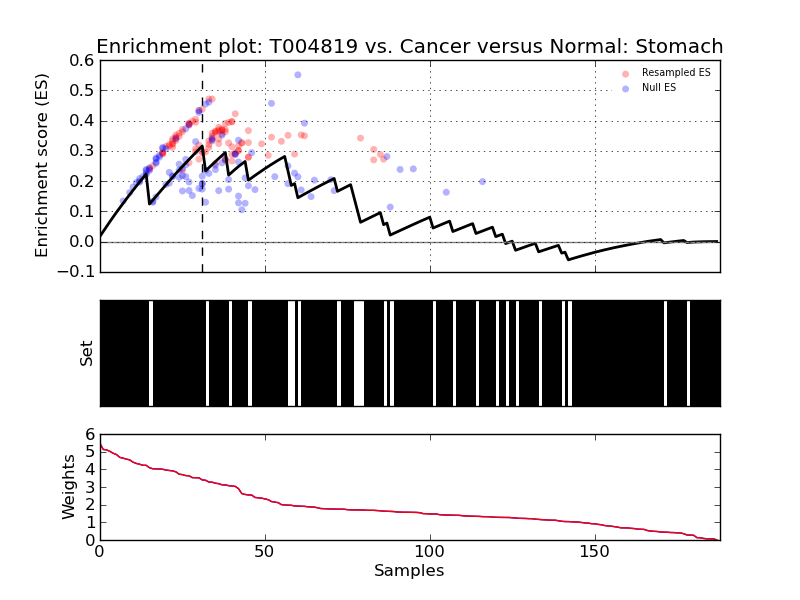 Enrichment plot: T004819 vs. Cancer versus Normal: Stomach
Enrichment score (ES)
0.6
0.5
0.4
0.3
0.2
0.1
0.0
−0.1
Resampled ES
Null ES
Set
Weights
6
5
4
3
2
1
0
0 50 100 150
Samples